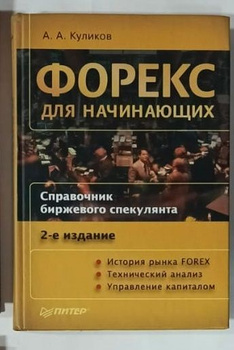 А. А. Куликов
ФОРЕКС
ДЛЯ НАЧИНАЮЩИХ
Справочник
биржевого спекулянта
2-е издание
История рынка FOREX
Технический анализ
Управление капиталом
ПИТЕР